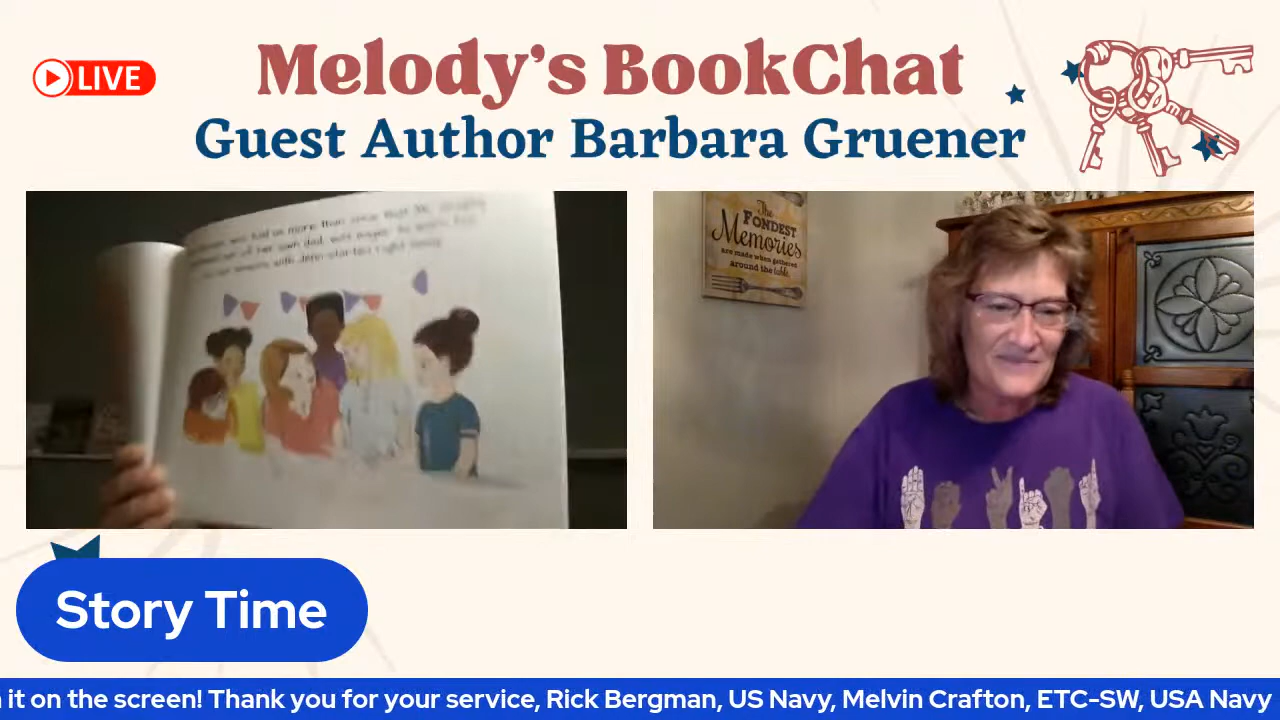 LIVE
Melody's BookChat
Guest Author Barbara Gruener
The
FONDEST
Memories
are made when gathered
around the table
Story Time
it on the screen! Thank you for your service, Rick Bergman, US Navy, Melvin Crafton, ETC-SW, USA Navy